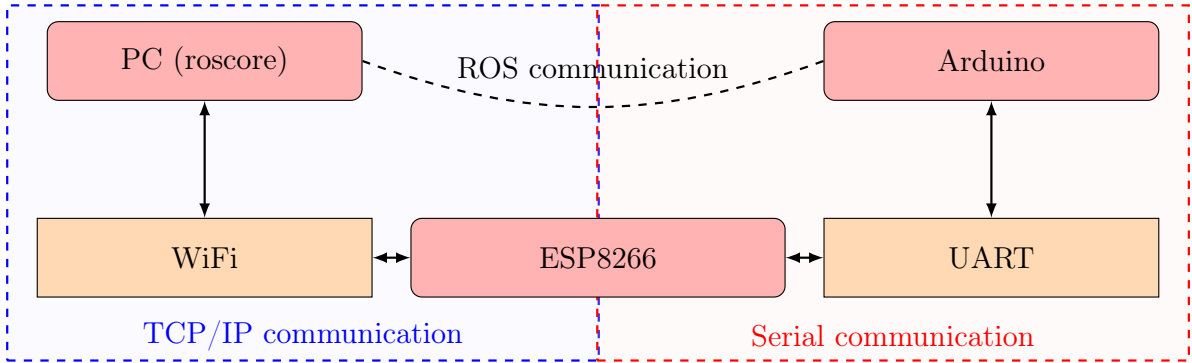 PC (roscore)
ROS communication
Arduino
WiFi
ESP8266
UART
TCP/IP communication
Serial communication